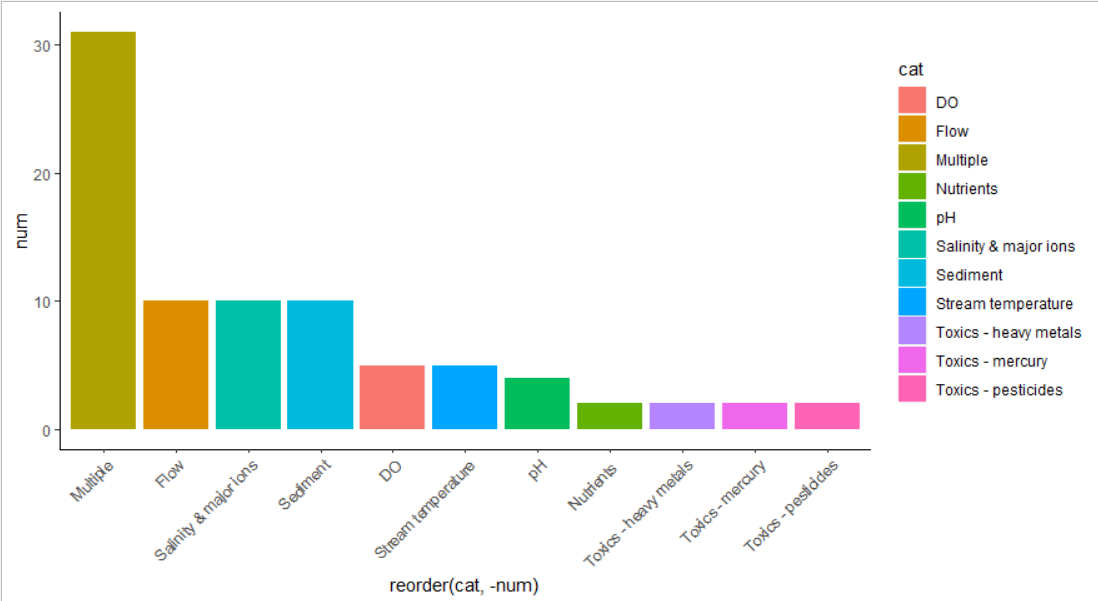 30
20
10
0
num
Multiple
Flow
Salinity & major ions
Sediment
DO
Stream temperature
pH
Nutrients
Toxics - heavy metals
Toxics - mercury
Toxics - pesticides
reorder(cat, -num)
cat
DO
Flow
Multiple
Nutrients
pH
Salinity & major ions
Sediment
Stream temperature
Toxics - heavy metals
Toxics - mercury
Toxics - pesticides